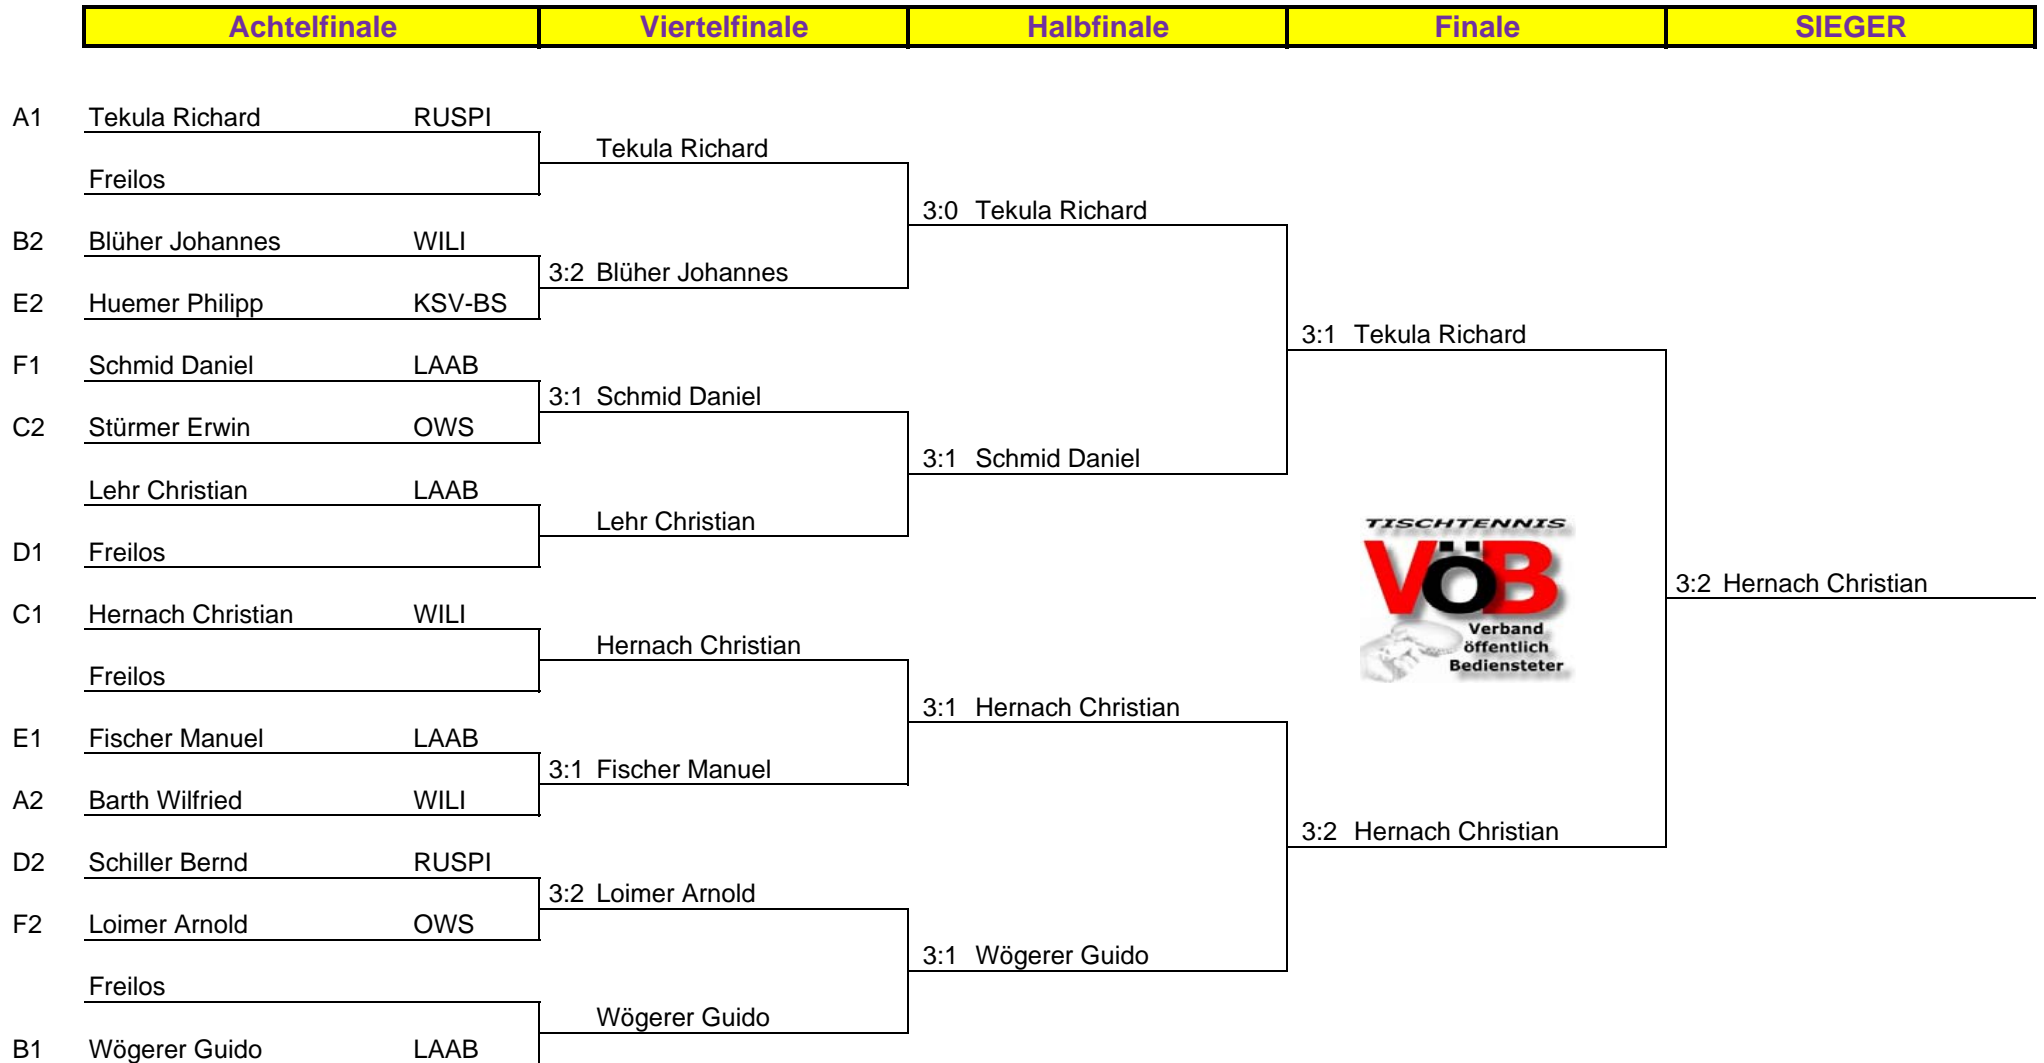 Achtelfinale Viertelfinale Halbfinale Finale SIEGER
A1 Tekula Richard RUSPI
Tekula Richard
Freilos
3:0 Tekula Richard
B2 Blüher Johannes WILI
3:2 Blüher Johannes
E2 Huemer Philipp KSV-BS
3:1 Tekula Richard
F1 Schmid Daniel LAAB
3:1 Schmid Daniel
C2 Stürmer Erwin OWS
3:1 Schmid Daniel
Lehr Christian LAAB
Lehr Christian
TISCHTENNIS
D1 Freilos
VöB
3:2 Hernach Christian
C1 Hernach Christian WILI
Verband
öffentlich
Bediensteter
Hernach Christian
Freilos
3:1 Hernach Christian
E1 Fischer Manuel LAAB
3:1 Fischer Manuel
A2 Barth Wilfried WILI
3:2 Hernach Christian
D2 Schiller Bernd RUSPI
3:2 Loimer Arnold
F2 Loimer Arnold OWS
3:1 Wögerer Guido
Freilos
Wögerer Guido
B1 Wögerer Guido LAAB